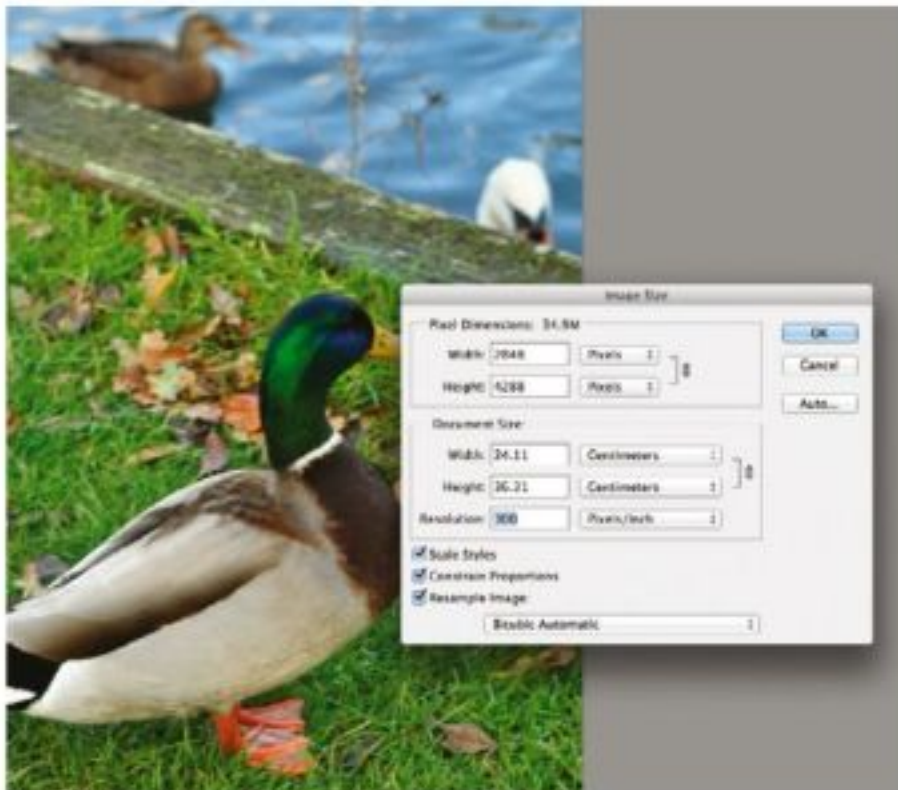 Image Size
Pixel Dimensions: 34.9M
Width: 2848 Pixels
Height: 4288 Pixels
OK
Cancel
Auto...
Document Size:
Width: 24.11 Centimeters
Height: 36.31 Centimeters
Resolution: 300 Pixels/Inch
Scale Styles
Constrain Proportions
Resample Image:
Bicubic Automatic